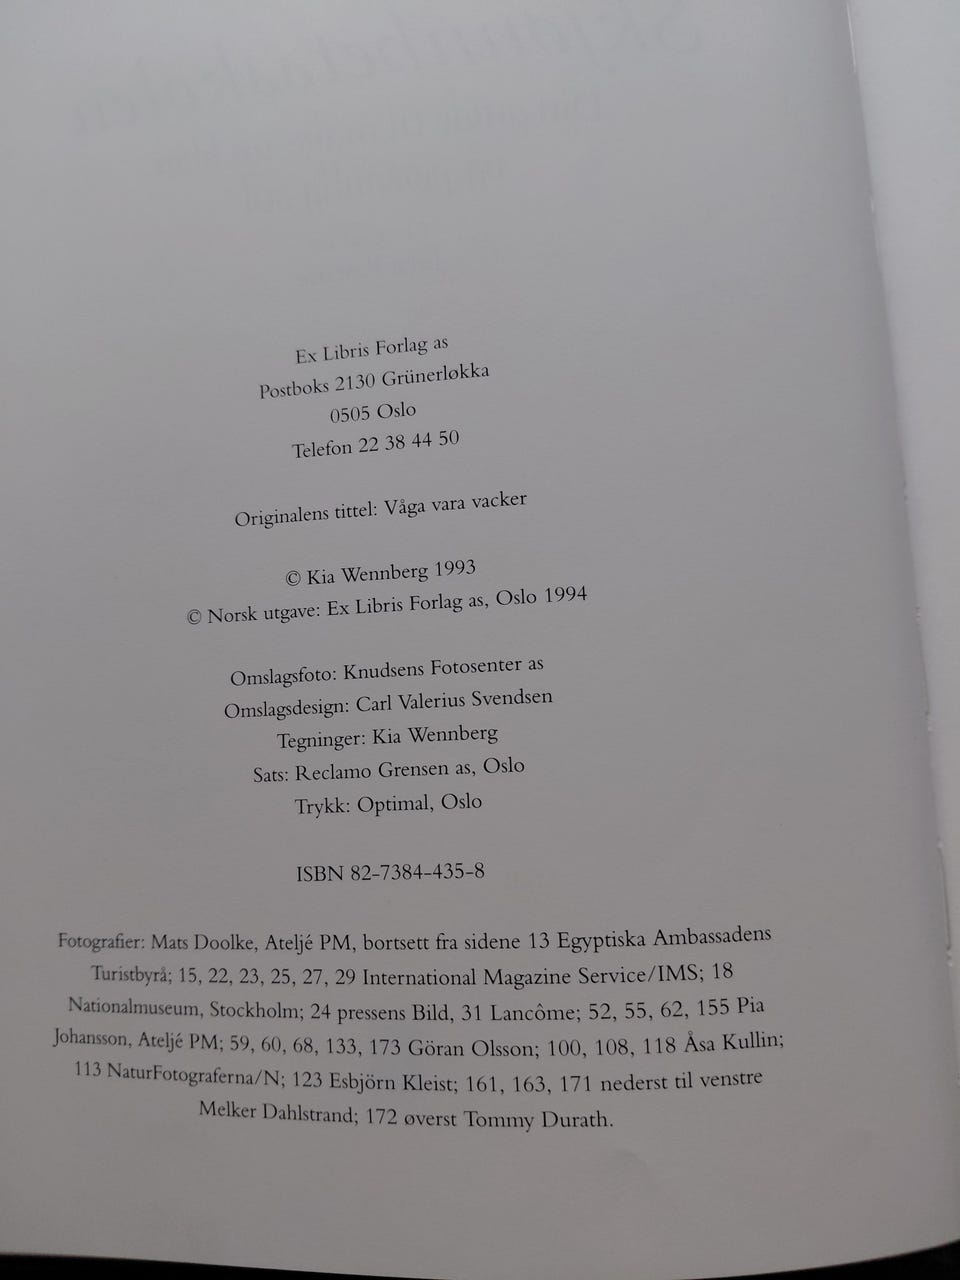 Ex Libris Forlag as
Postboks 2130 Grünerløkka
0505 Oslo
Telefon 22 38 44 50
Originalens tittel: Våga vara vacker
© Kia Wennberg 1993
© Norsk utgave: Ex Libris Forlag as, Oslo 1994
Omslagsfoto: Knudsens Fotosenter as
Omslagsdesign: Carl Valerius Svendsen
Tegninger: Kia Wennberg
Sats: Reclamo Grensen as, Oslo
Trykk: Optimal, Oslo
ISBN 82-7384-435-8
Fotografier: Mats Doolke, Ateljé PM, bortsett fra sidene 13 Egyptiska Ambassadens
Turistbyrå; 15, 22, 23, 25, 27, 29 International Magazine Service/IMS; 18
Nationalmuseum, Stockholm; 24 pressens Bild, 31 Lancôme; 52, 55, 62, 155 Pia
Johansson, Ateljé PM; 59, 60, 68, 133, 173 Göran Olsson; 100, 108, 118 Åsa Kullin;
113 NaturFotograferna/N; 123 Esbjörn Kleist; 161, 163, 171 nederst til venstre
Melker Dahlstrand; 172 øverst Tommy Durath.